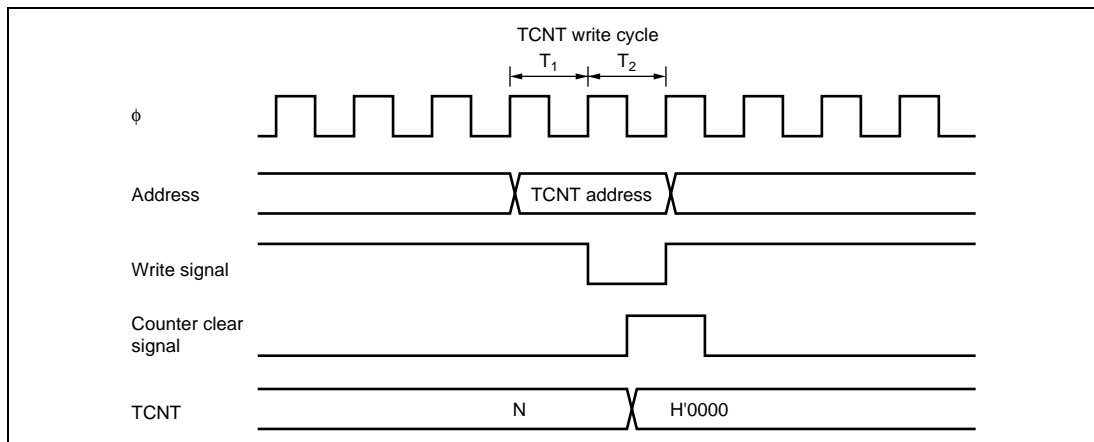 TCNT write cycle
T₁ T₂
φ
Address
TCNT address
Write signal
Counter clear
signal
TCNT
N
H'0000